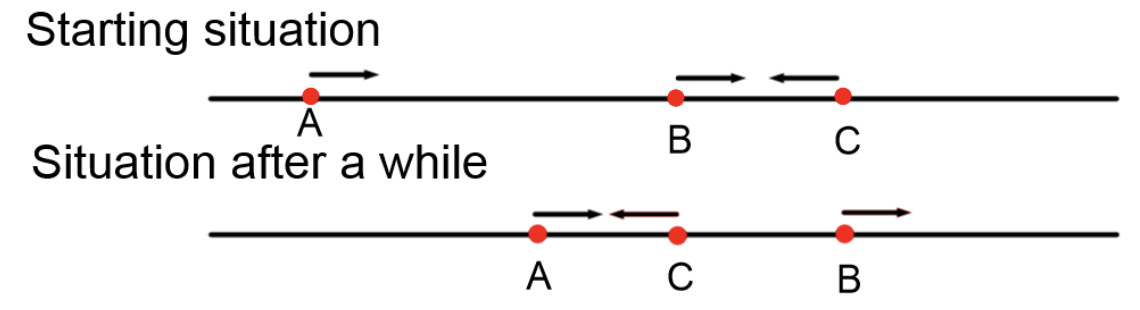 Starting situation
A B C
Situation after a while
A C B